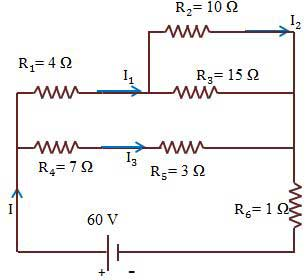 R₂= 10 Ω
I₂
R₁= 4 Ω
I₁
R₃= 15 Ω
I₃
R₄= 7 Ω
R₅= 3 Ω
I
60 V
R₆= 1 Ω
+ -